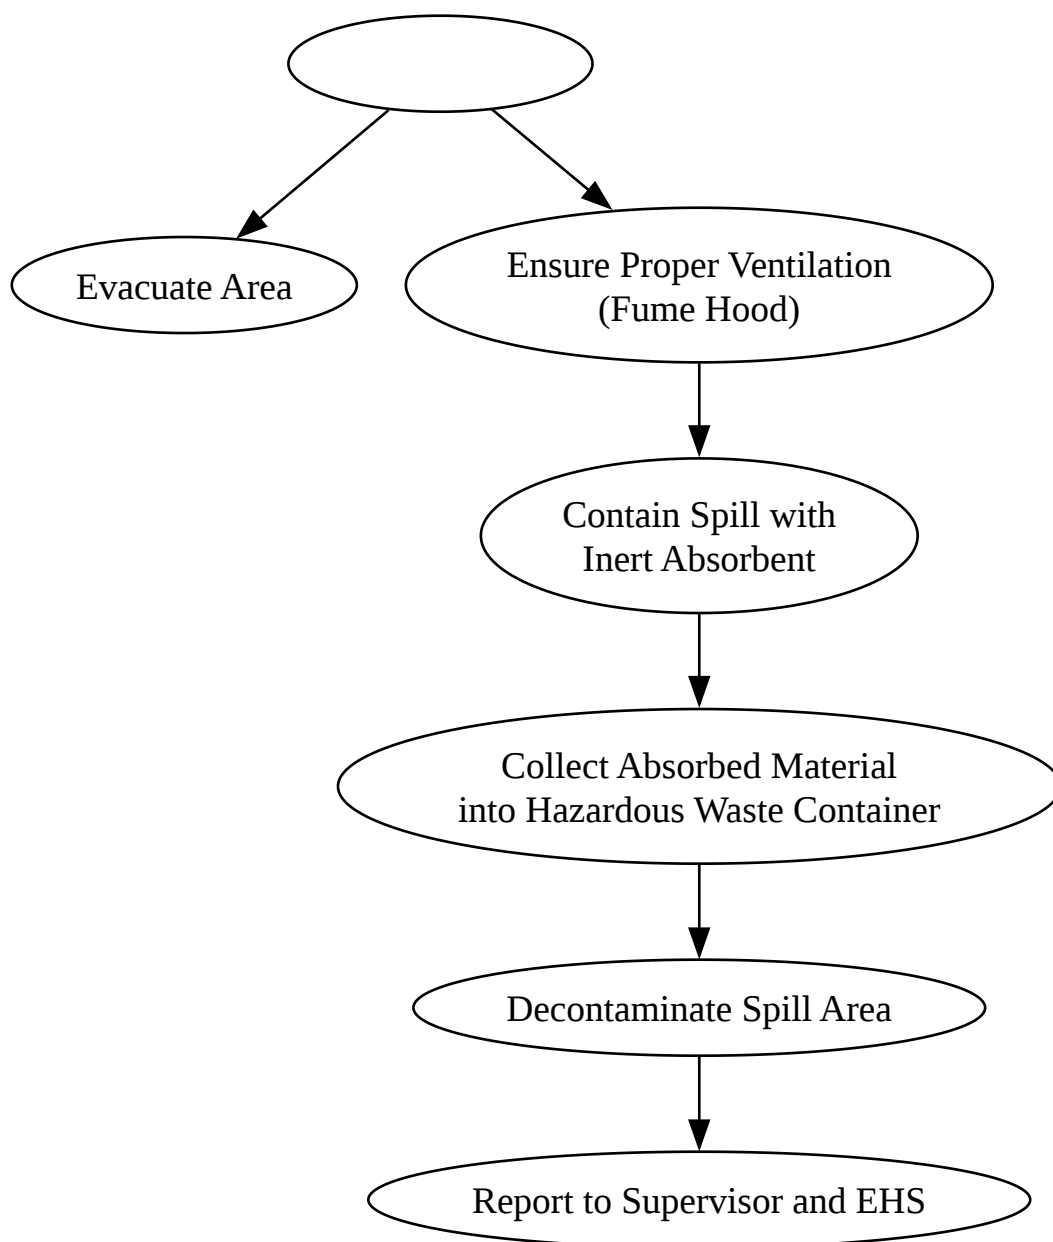 Evacuate Area
Ensure Proper Ventilation
(Fume Hood)
Contain Spill with
Inert Absorbent
Collect Absorbed Material
into Hazardous Waste Container
Decontaminate Spill Area
Report to Supervisor and EHS